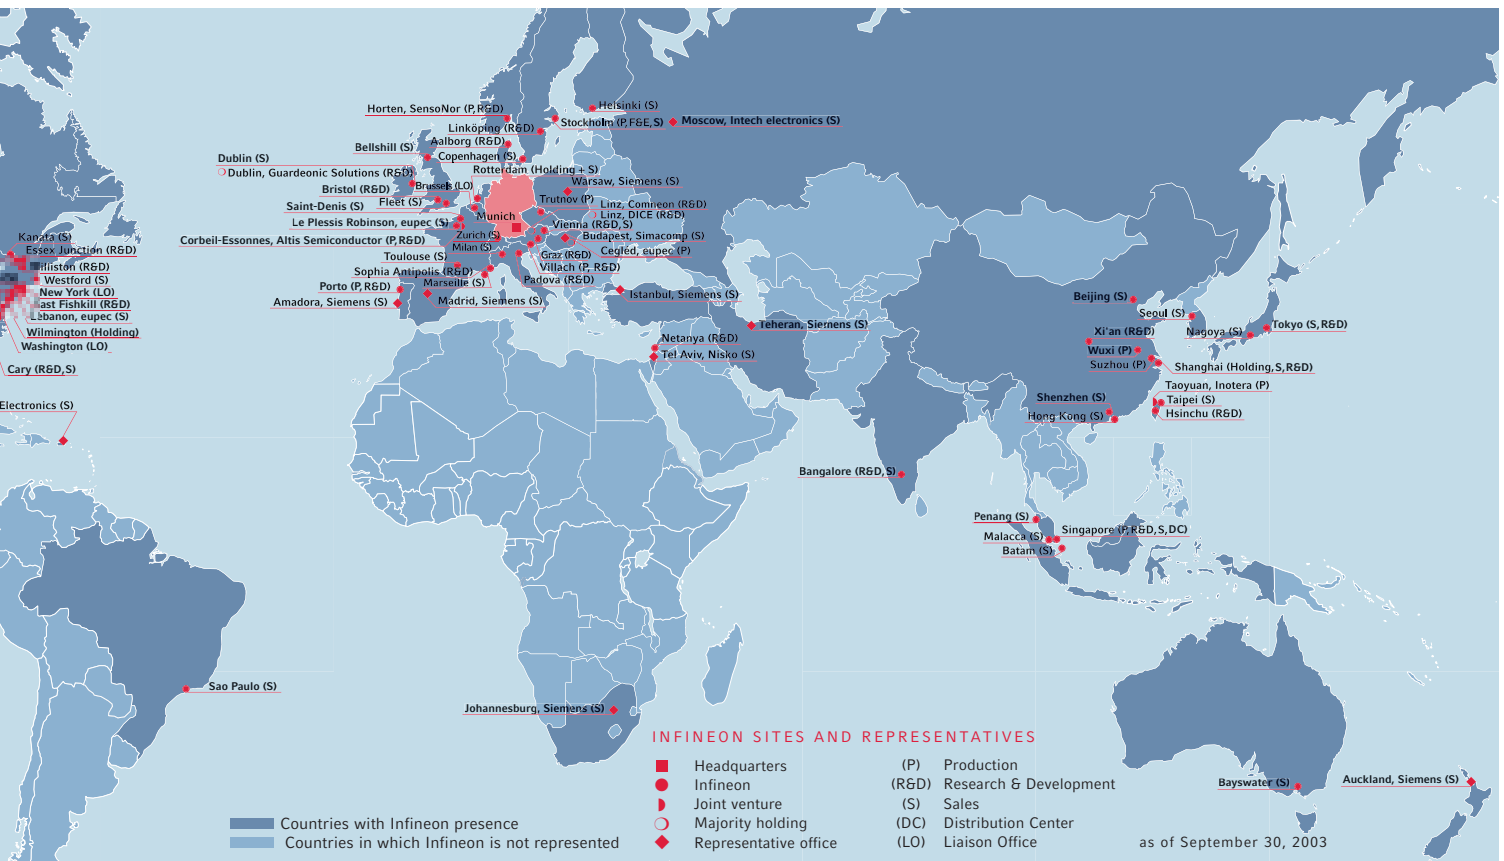 Horten, SensoNor (P,R&D)
Helsinki (S)
Stockholm (P,F&E,S)
Moscow, Intech electronics (S)
Linköping (R&D)
Bellshill (S)
Aalborg (R&D)
Copenhagen (S)
Dublin (S)
Dublin, Guardeonic Solutions (R&D)
Rotterdam (Holding + S)
Warsaw, Siemens (S)
Bristol (R&D)
Brussels (LO)
Fleet (S)
Trutnov (P)
Linz, Comneon (R&D)
Linz, DICE (R&D)
Saint-Denis (S)
Munich
Le Plessis Robinson, eupec (S)
Vienna (R&D,S)
Zurich (S)
Budapest, Simacomp (S)
Corbeil-Essonnes, Altis Semiconductor (P,R&D)
Milan (S)
Cegléd, eupec (P)
Toulouse (S)
Graz (R&D)
Villach (P, R&D)
Sophia Antipolis (R&D)
Marseille (S)
Padova (R&D)
Porto (P,R&D)
Amadora, Siemens (S)
Madrid, Siemens (S)
Istanbul, Siemens (S)
Kanata (S)
Essex Junction (R&D)
(R&D)
Westford (S)
New York (LO)
Fishkill (R&D)
Lebanon, eupec (S)
Wilmington (Holding)
Washington (LO)
Cary (R&D,S)
Electronics (S)
Teheran, Siemens (S)
Netanya (R&D)
Tel Aviv, Nisko (S)
Beijing (S)
Seoul (S)
Xi'an (R&D)
Nagoya (S)
Tokyo (S,R&D)
Wuxi (P)
Suzhou (P)
Shanghai (Holding,S,R&D)
Taoyuan, Inotera (P)
Shenzhen (S)
Taipei (S)
Hong Kong (S)
Hsinchu (R&D)
Bangalore (R&D,S)
Penang (S)
Singapore (P,R&D,S,DC)
Malacca (S)
Batam (S)
Sao Paulo (S)
Johannesburg, Siemens (S)
Bayswater (S)
Auckland, Siemens (S)
INFINEON SITES AND REPRESENTATIVES
Headquarters
Infineon
Joint venture
Majority holding
Representative office
(P) Production
(R&D) Research & Development
(S) Sales
(DC) Distribution Center
(LO) Liaison Office
Countries with Infineon presence
Countries in which Infineon is not represented
as of September 30, 2003